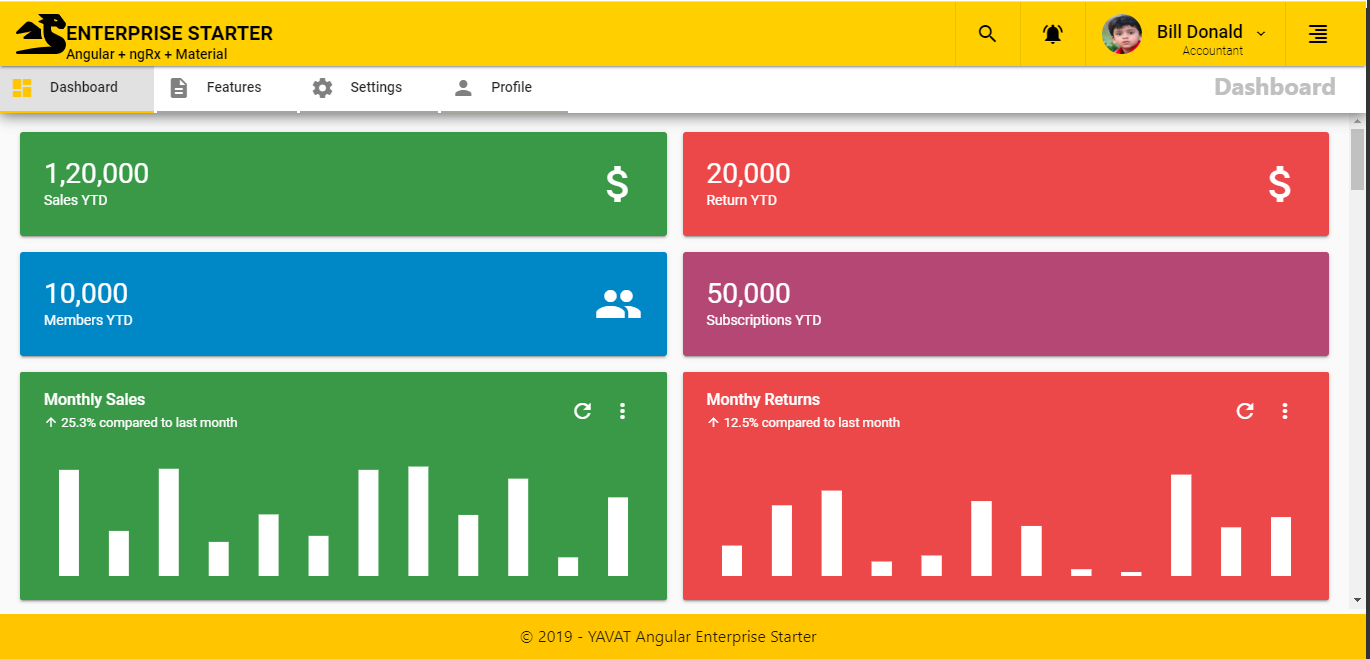 ENTERPRISE STARTER
Angular + ngRx + Material
Bill Donald
Accountant
Dashboard
Features
Settings
Profile
Dashboard
1,20,000
Sales YTD
$
20,000
Return YTD
$
10,000
Members YTD
50,000
Subscriptions YTD
Monthly Sales
↑ 25.3% compared to last month
Monthy Returns
↑ 12.5% compared to last month
© 2019 - YAVAT Angular Enterprise Starter